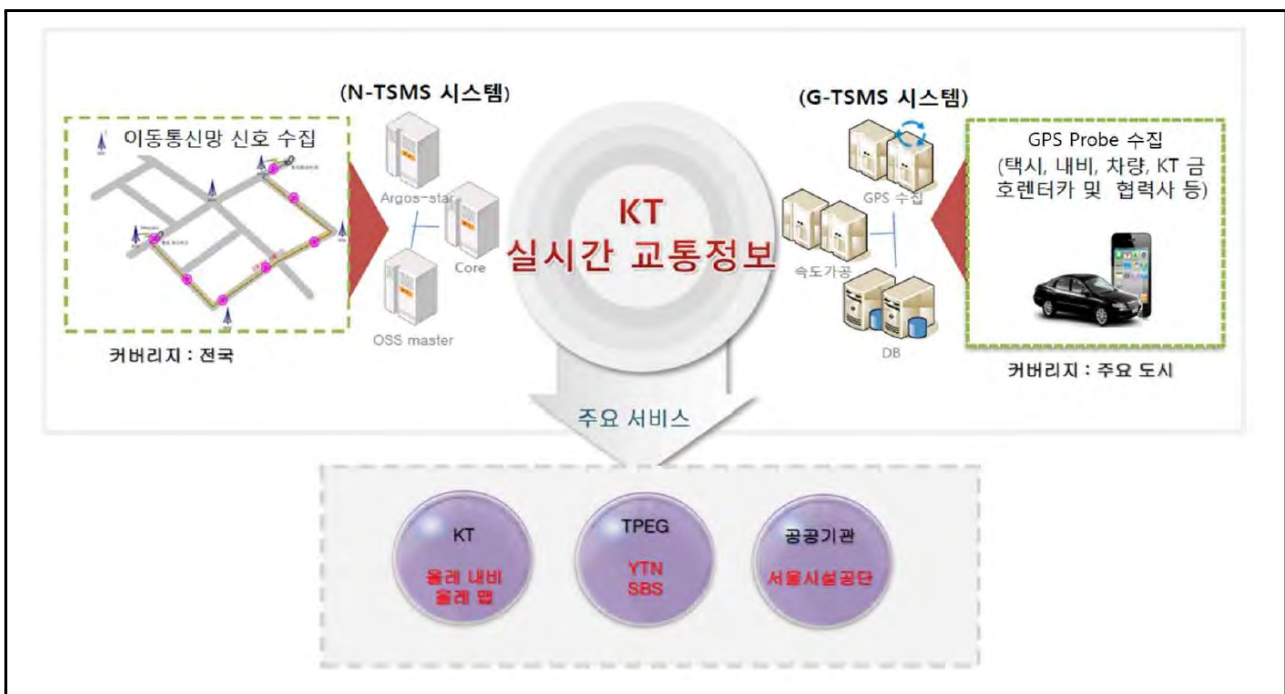 (N-TSMS 시스템)
이동통신망 신호 수집
Argos-star
Core
OSS master
커버리지 : 전국
KT
실시간 교통정보
(G-TSMS 시스템)
GPS 수집
속도가공
DB
GPS Probe 수집
(택시, 내비, 차량, KT 금
호렌터카 및 협력사 등)
커버리지 : 주요 도시
주요 서비스
KT
올레 내비
올레 맵
TPEG
YTN
SBS
공공기관
서울시설공단